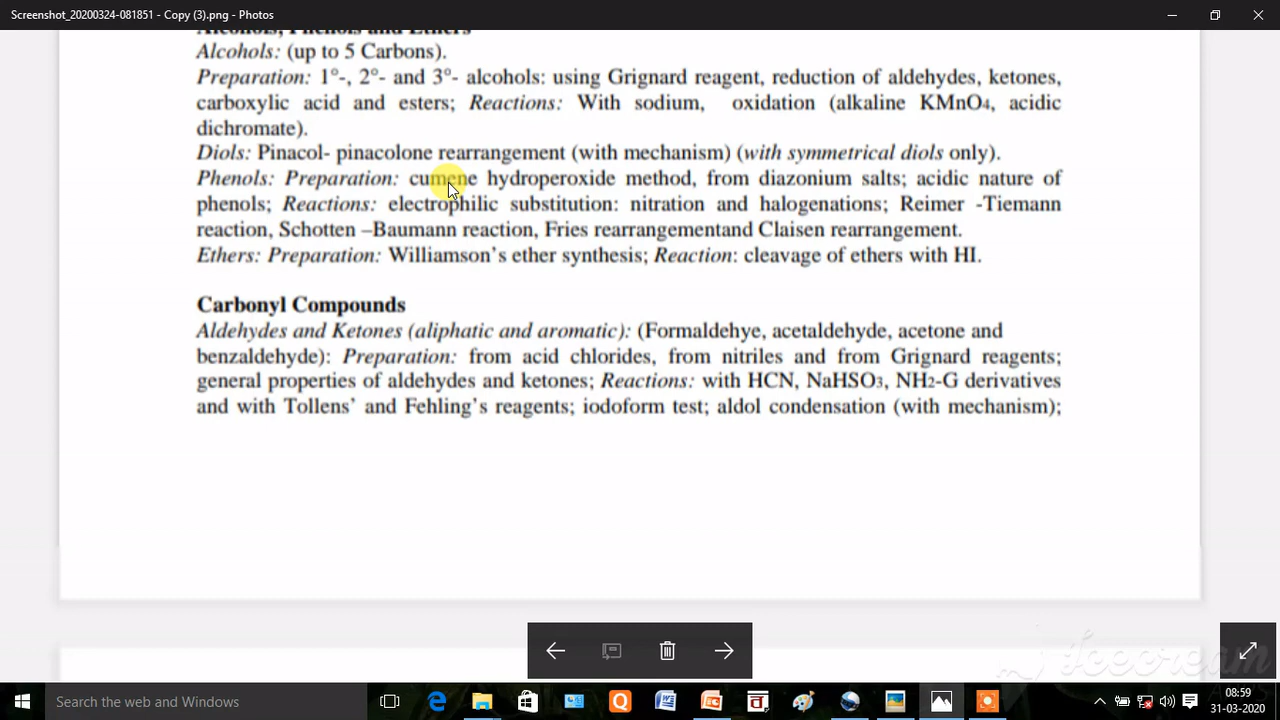 Screenshot_20200324-081851 - Copy (3).png - Photos
Alcohols, Phenols and Ethers
Alcohols: (up to 5 Carbons).
Preparation: 1°-, 2°- and 3°- alcohols: using Grignard reagent, reduction of aldehydes, ketones,
carboxylic acid and esters; Reactions: With sodium, oxidation (alkaline KMnO4, acidic
dichromate).
Diols: Pinacol- pinacolone rearrangement (with mechanism) (with symmetrical diols only).
Phenols: Preparation: cumene hydroperoxide method, from diazonium salts; acidic nature of
phenols; Reactions: electrophilic substitution: nitration and halogenations; Reimer -Tiemann
reaction, Schotten –Baumann reaction, Fries rearrangementand Claisen rearrangement.
Ethers: Preparation: Williamson’s ether synthesis; Reaction: cleavage of ethers with HI.
Carbonyl Compounds
Aldehydes and Ketones (aliphatic and aromatic): (Formaldehye, acetaldehyde, acetone and
benzaldehyde): Preparation: from acid chlorides, from nitriles and from Grignard reagents;
general properties of aldehydes and ketones; Reactions: with HCN, NaHSO3, NH2-G derivatives
and with Tollens’ and Fehling’s reagents; iodoform test; aldol condensation (with mechanism);
Icecream
Search the web and Windows
08:59
31-03-2020